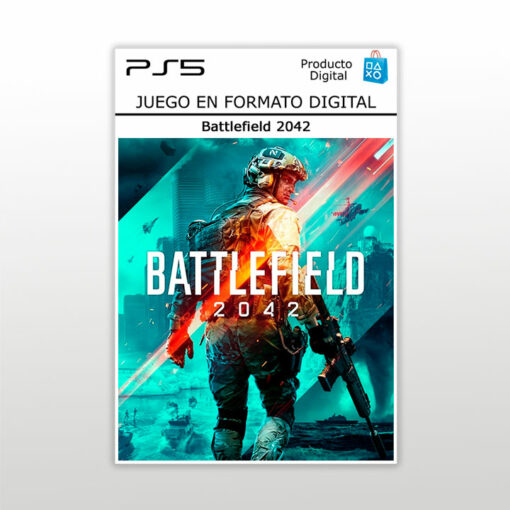 PS5
Producto
Digital
JUEGO EN FORMATO DIGITAL
Battlefield 2042
BATTLEFIELD
2042